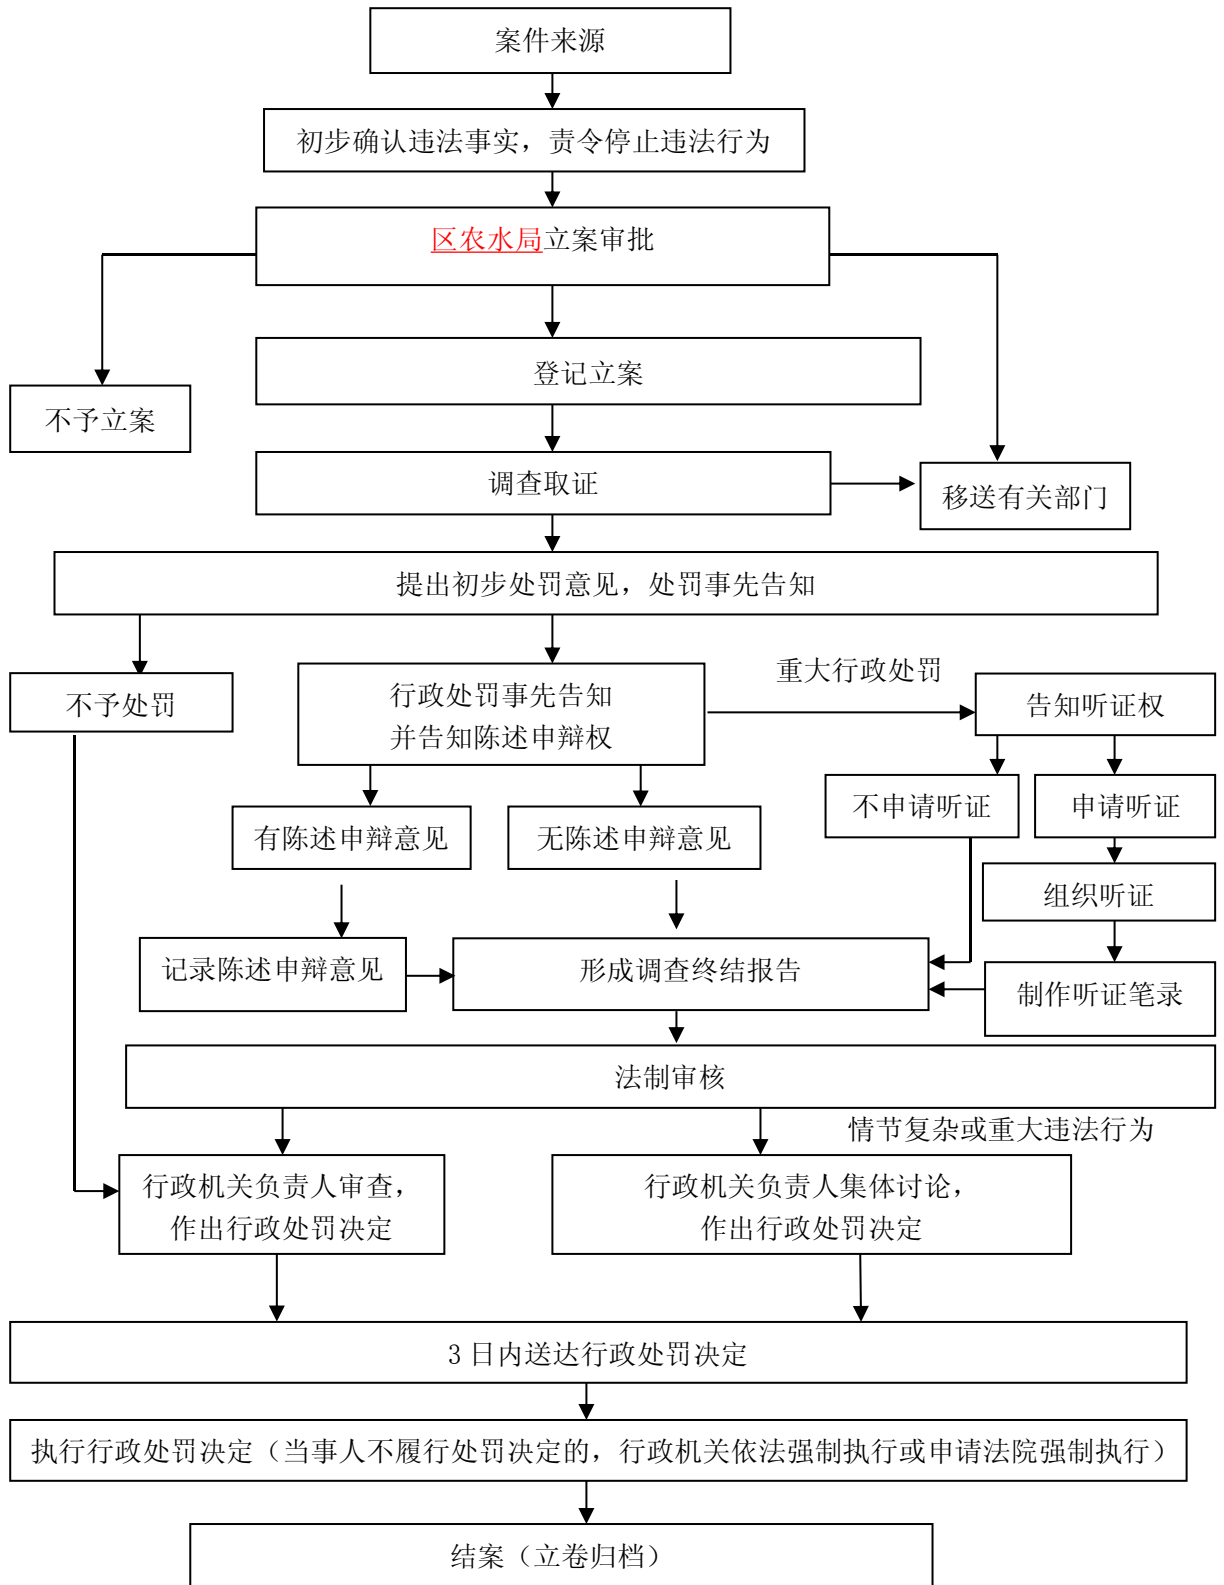 案件来源
初步确认违法事实，责令停止违法行为
区农水局立案审批
登记立案
不予立案
调查取证
移送有关部门
提出初步处罚意见，处罚事先告知
重大行政处罚
不予处罚
行政处罚事先告知
并告知陈述申辩权
告知听证权
不申请听证
申请听证
有陈述申辩意见
无陈述申辩意见
组织听证
记录陈述申辩意见
形成调查终结报告
制作听证笔录
法制审核
情节复杂或重大违法行为
行政机关负责人审查，
作出行政处罚决定
行政机关负责人集体讨论，
作出行政处罚决定
3 日内送达行政处罚决定
执行行政处罚决定（当事人不履行处罚决定的，行政机关依法强制执行或申请法院强制执行）
结案（立卷归档）